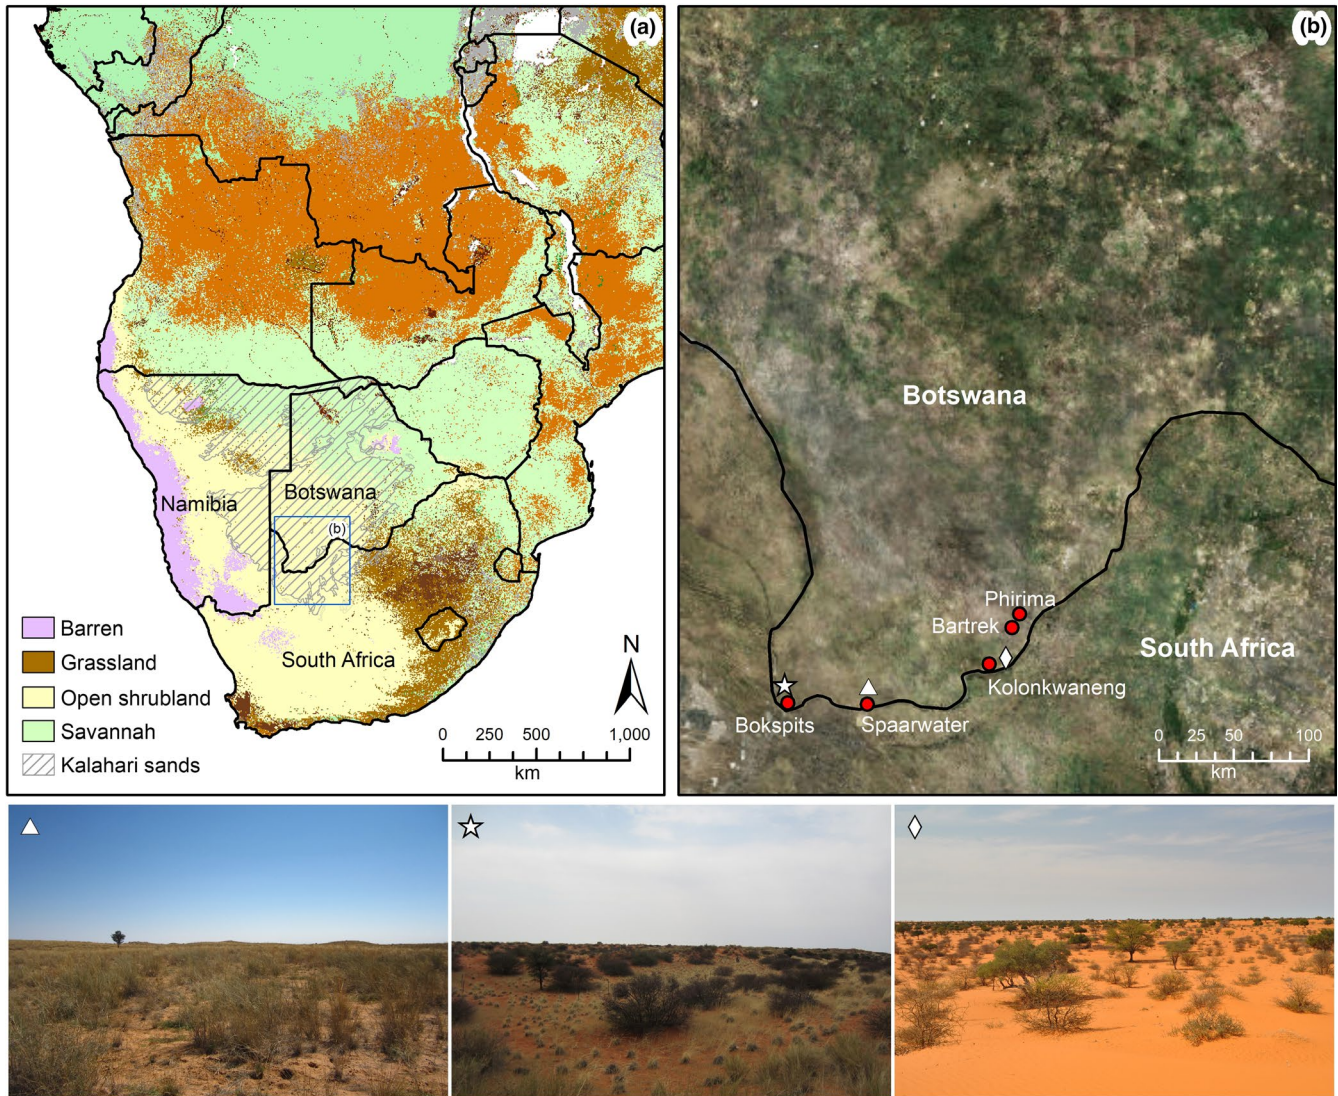 (a)
Namibia
Botswana
(b)
South Africa
Barren
Grassland
Open shrubland
Savannah
Kalahari sands
N
0 250 500 1,000
km
(b)
Botswana
Phirima
Bartrek
South Africa
Kolonkwaneng
Bokspits
Spaarwater
0 25 50 100
km